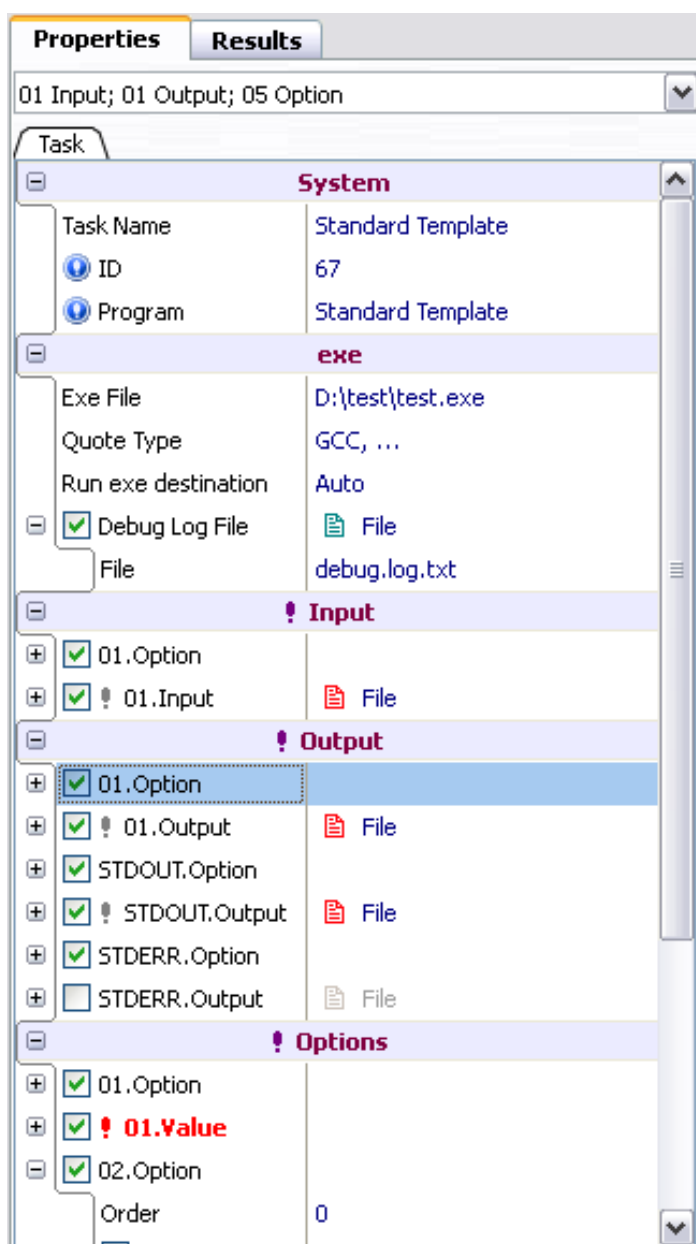 Properties Results
01 Input; 01 Output; 05 Option
Task
System
Task Name Standard Template
ID 67
Program Standard Template
exe
Exe File D:\test\test.exe
Quote Type GCC, ...
Run exe destination Auto
Debug Log File File
File debug.log.txt
! Input
01.Option
! 01.Input File
! Output
01.Option
! 01.Output File
STDOUT.Option
! STDOUT.Output File
STDERR.Option
STDERR.Output File
! Options
01.Option
! 01.Value
02.Option
Order 0